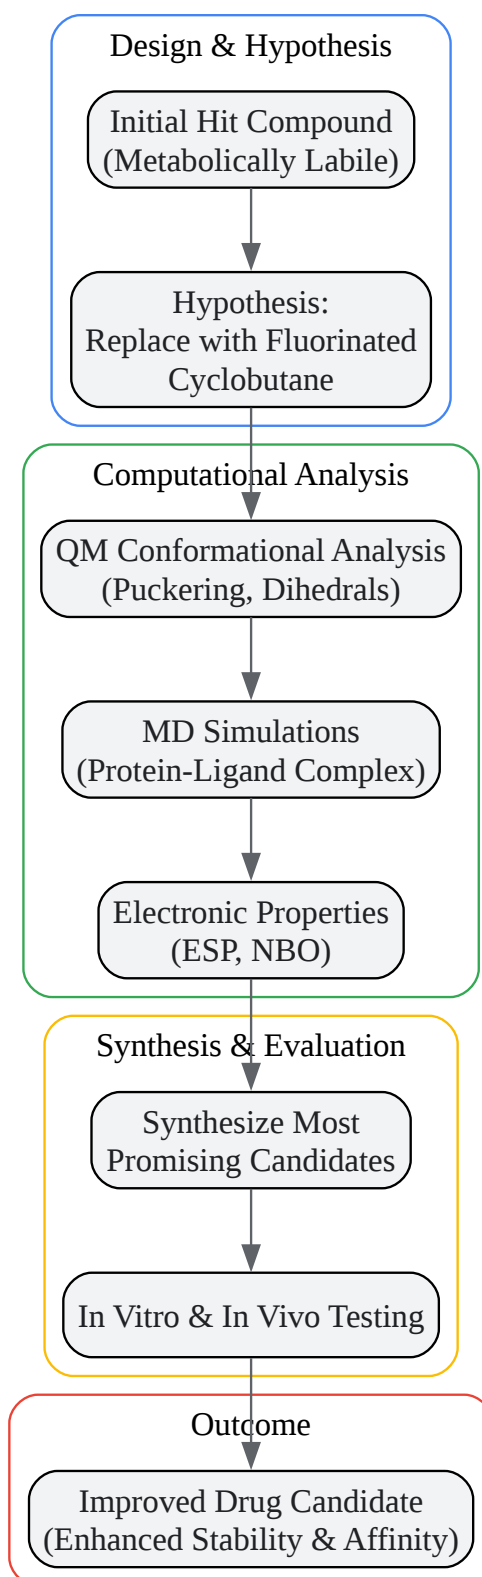 Design & Hypothesis
Initial Hit Compound
(Metabolically Labile)
Hypothesis:
Replace with Fluorinated
Cyclobutane
Computational Analysis
QM Conformational Analysis
(Puckering, Dihedrals)
MD Simulations
(Protein-Ligand Complex)
Electronic Properties
(ESP, NBO)
Synthesis & Evaluation
Synthesize Most
Promising Candidates
In Vitro & In Vivo Testing
Outcome
Improved Drug Candidate
(Enhanced Stability & Affinity)